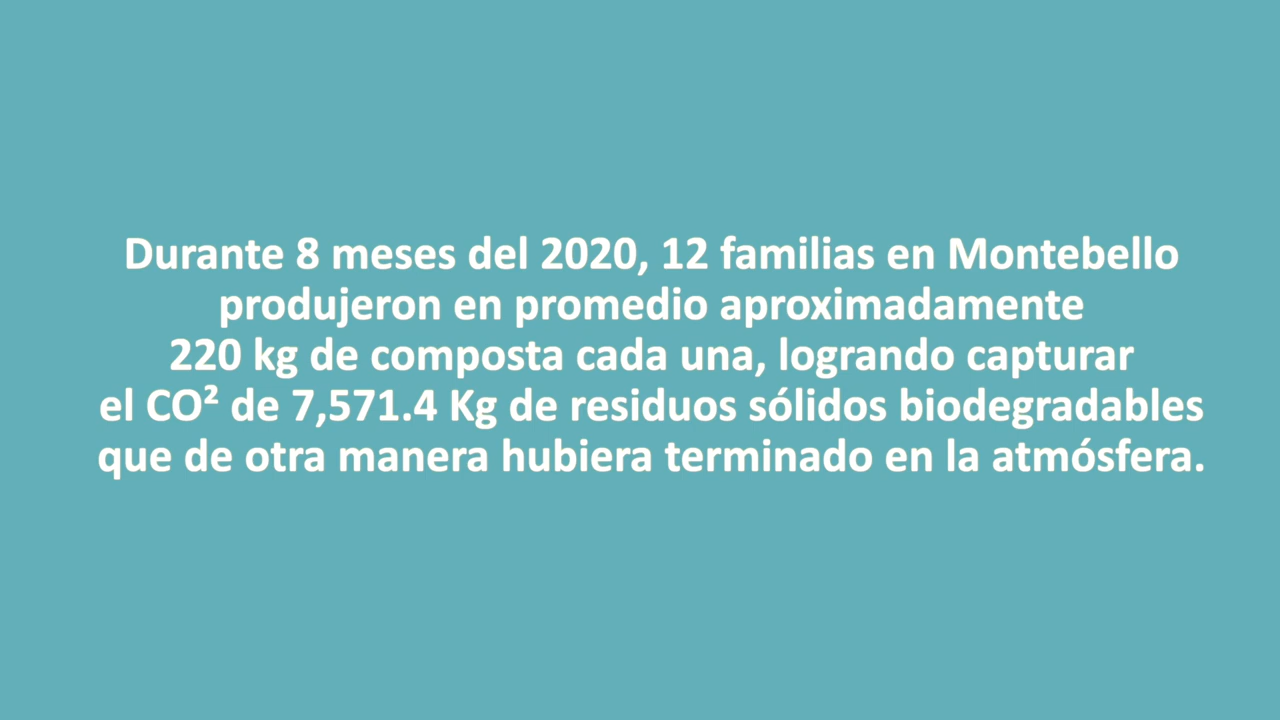 Durante 8 meses del 2020, 12 familias en Montebello
produjeron en promedio aproximadamente
220 kg de composta cada una, logrando capturar
el CO² de 7,571.4 Kg de residuos sólidos biodegradables
que de otra manera hubiera terminado en la atmósfera.